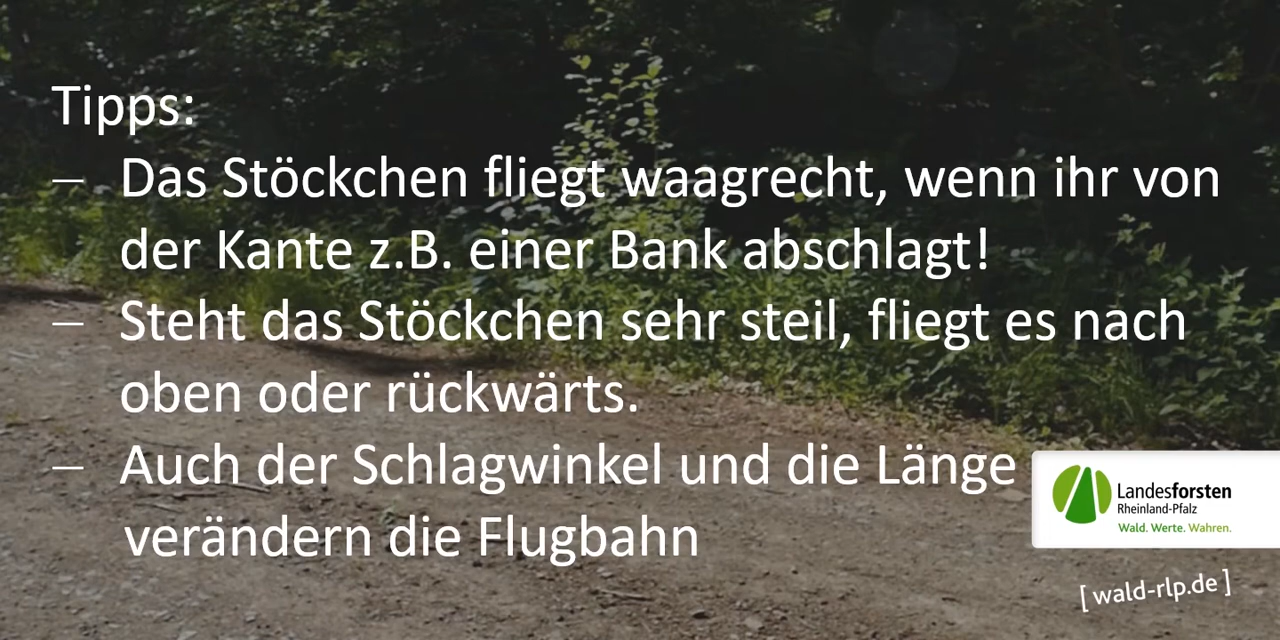 Tipps:
– Das Stöckchen fliegt waagrecht, wenn ihr von
der Kante z.B. einer Bank abschlagt!
– Steht das Stöckchen sehr steil, fliegt es nach
oben oder rückwärts.
– Auch der Schlagwinkel und die Länge
verändern die Flugbahn
Landesforsten
Rheinland-Pfalz
Wald. Werte. Wahren.
[ wald-rlp.de ]